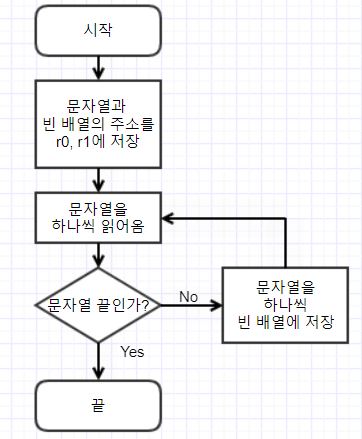 시작
문자열과
빈 배열의 주소를
r0, r1에 저장
문자열을
하나씩 읽어옴
문자열 끝인가?
No
문자열을
하나씩
빈 배열에 저장
Yes
끝